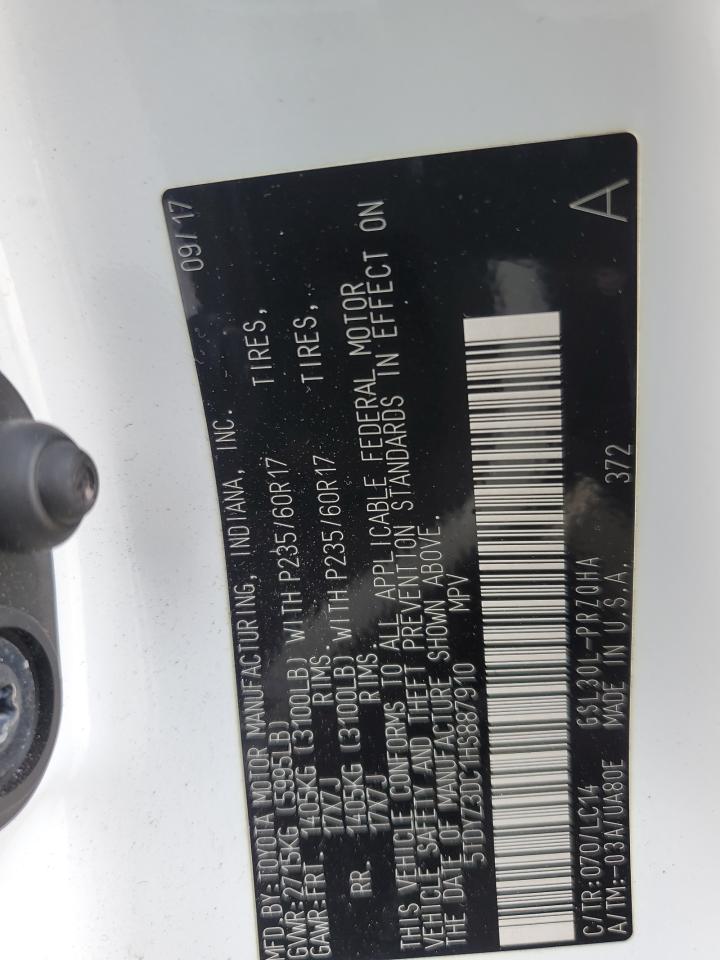 MFD. BY: TOYOTA MOTOR MANUFACTURING, INDIANA, INC. 09/17
GVWR: 2715KG (5995LB)
GAWR: FRT 1405KG (3100LB) WITH P235/60R17 TIRES,
17X7J RIMS.
RR. 1405KG (3100LB) WITH P235/60R17 TIRES,
17X7J RIMS.
THIS VEHICLE CONFORMS TO ALL APPLICABLE FEDERAL MOTOR
VEHICLE SAFETY AND THEFT PREVENTION STANDARDS IN EFFECT ON
THE DATE OF MANUFACTURE SHOWN ABOVE.
5TDYZ3DC1HS887910 MPV
C/TR: 070/LC14 GSL30L-PRZQHA
A/TM: -03A/UA80E MADE IN U.S.A. 372
A